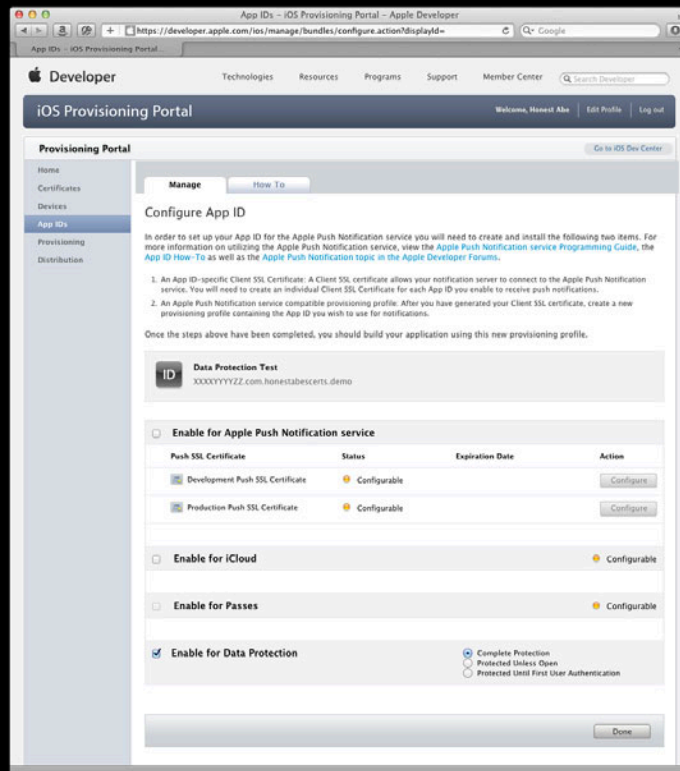 App IDs – iOS Provisioning Portal – Apple Developer
https://developer.apple.com/ios/manage/bundles/configure.action?displayId=
Google
App IDs – iOS Provisioning Portal...
Developer
Technologies Resources Programs Support Member Center Search Developer
iOS Provisioning Portal
Welcome, Honest Abe Edit Profile Log out
Provisioning Portal
Go to iOS Dev Center
Home
Certificates
Devices
App IDs
Provisioning
Distribution
Manage How To
Configure App ID
In order to set up your App ID for the Apple Push Notification service you will need to create and install the following two items. For
more information on utilizing the Apple Push Notification service, view the Apple Push Notification service Programming Guide, the
App ID How-To as well as the Apple Push Notification topic in the Apple Developer Forums.
1. An App ID-specific Client SSL Certificate: A Client SSL certificate allows your notification server to connect to the Apple Push Notification
service. You will need to create an individual Client SSL Certificate for each App ID you enable to receive push notifications.
2. An Apple Push Notification service compatible provisioning profile: After you have generated your Client SSL certificate, create a new
provisioning profile containing the App ID you wish to use for notifications.
Once the steps above have been completed, you should build your application using this new provisioning profile.
ID
Data Protection Test
XXXXYYYYZZ.com.honestabescerts.demo
Enable for Apple Push Notification service
Push SSL Certificate Status Expiration Date Action
Development Push SSL Certificate Configurable Configure
Production Push SSL Certificate Configurable Configure
Enable for iCloud Configurable
Enable for Passes Configurable
Enable for Data Protection
Complete Protection
Protected Unless Open
Protected Until First User Authentication
Done